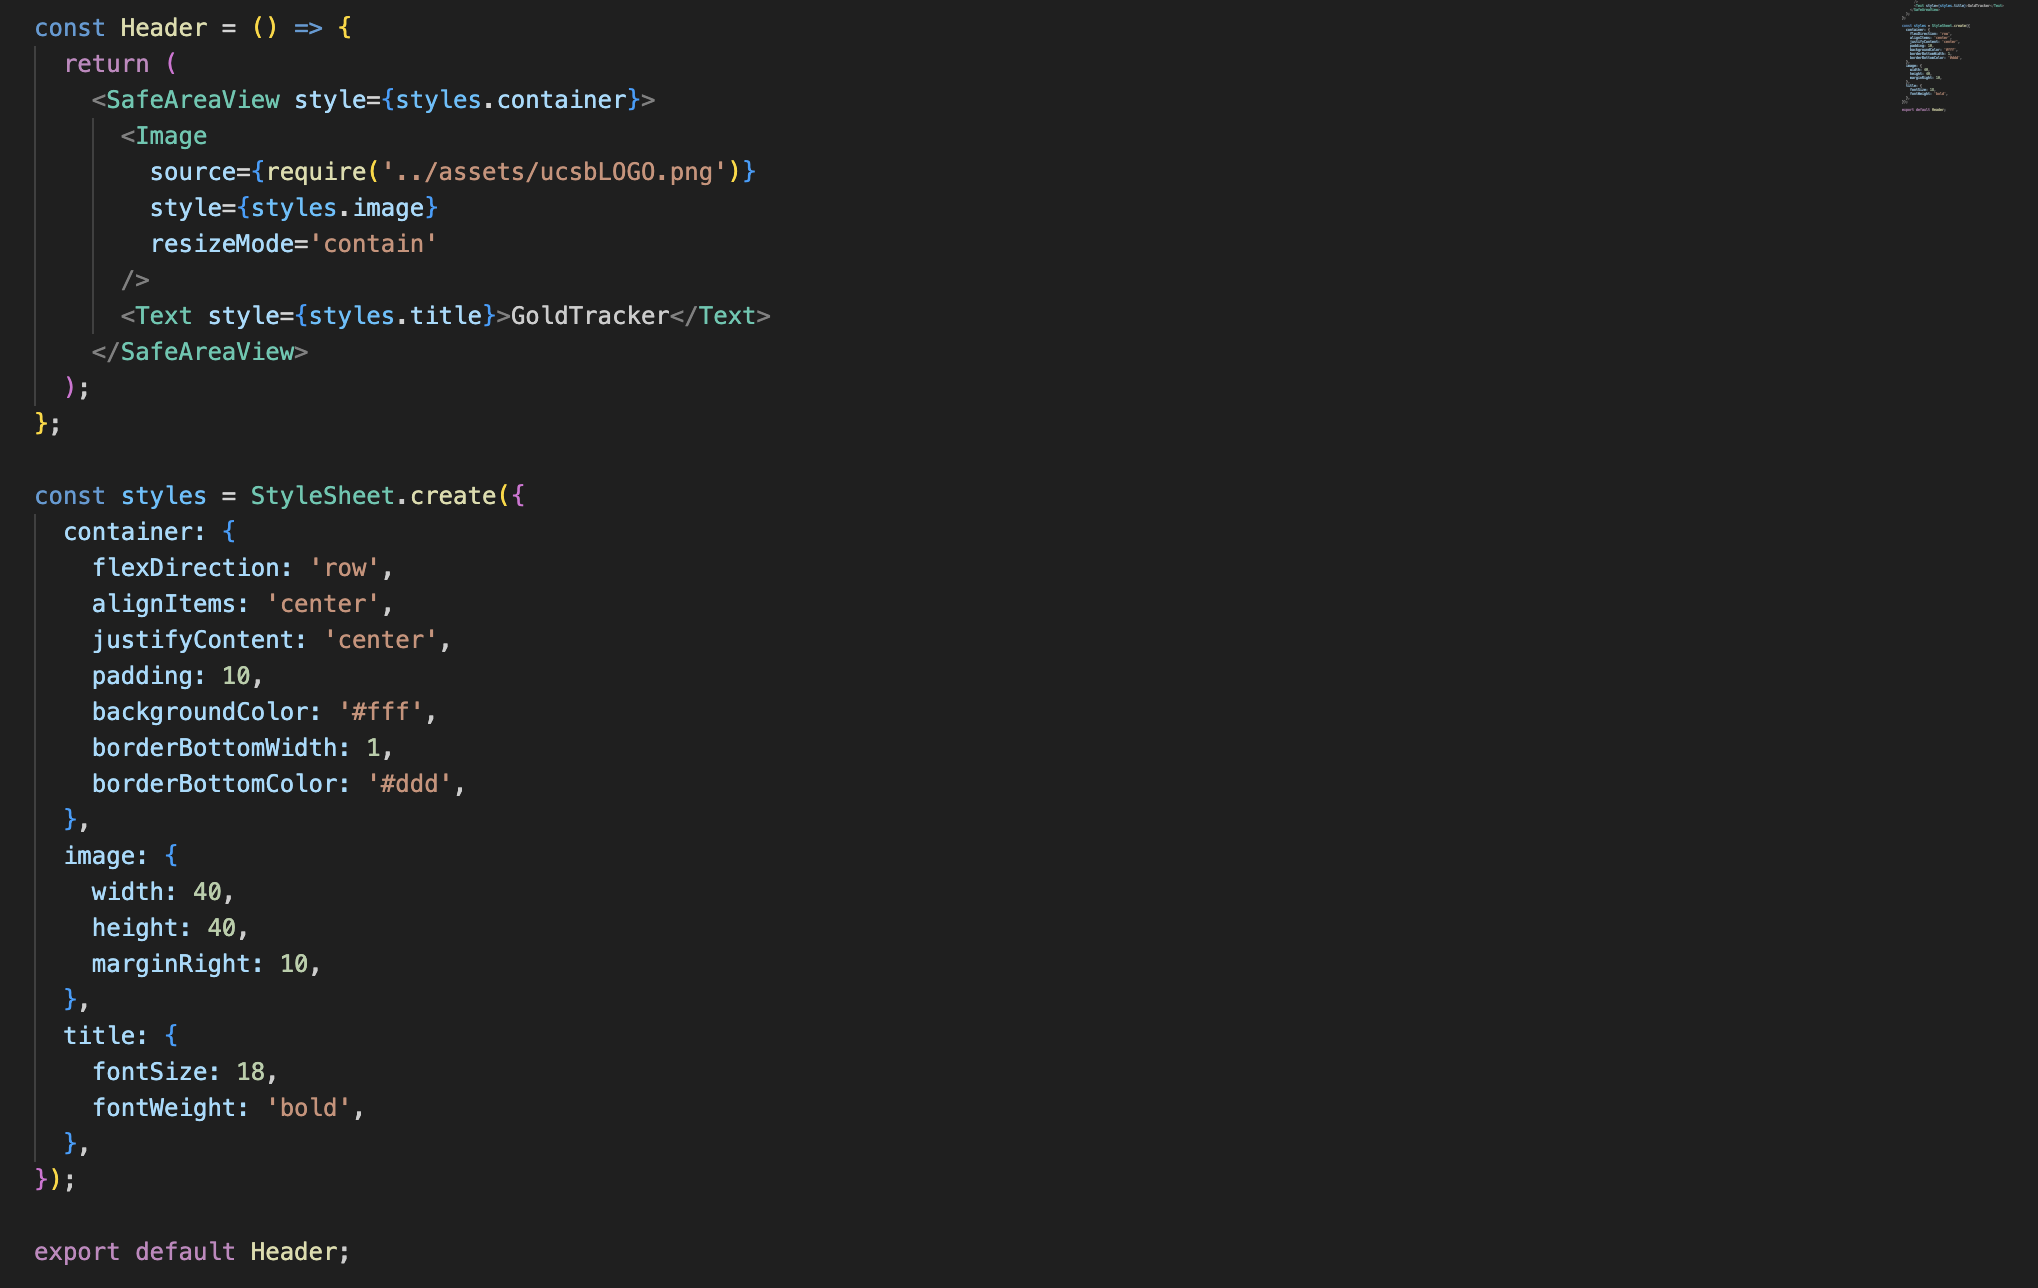 const Header = () => {
  return (
    <SafeAreaView style={styles.container}>
      <Image
        source={require('../assets/ucsbLOGO.png')}
        style={styles.image}
        resizeMode='contain'
      />
      <Text style={styles.title}>GoldTracker</Text>
    </SafeAreaView>
  );
};

const styles = StyleSheet.create({
  container: {
    flexDirection: 'row',
    alignItems: 'center',
    justifyContent: 'center',
    padding: 10,
    backgroundColor: '#fff',
    borderBottomWidth: 1,
    borderBottomColor: '#ddd',
  },
  image: {
    width: 40,
    height: 40,
    marginRight: 10,
  },
  title: {
    fontSize: 18,
    fontWeight: 'bold',
  },
});

export default Header;